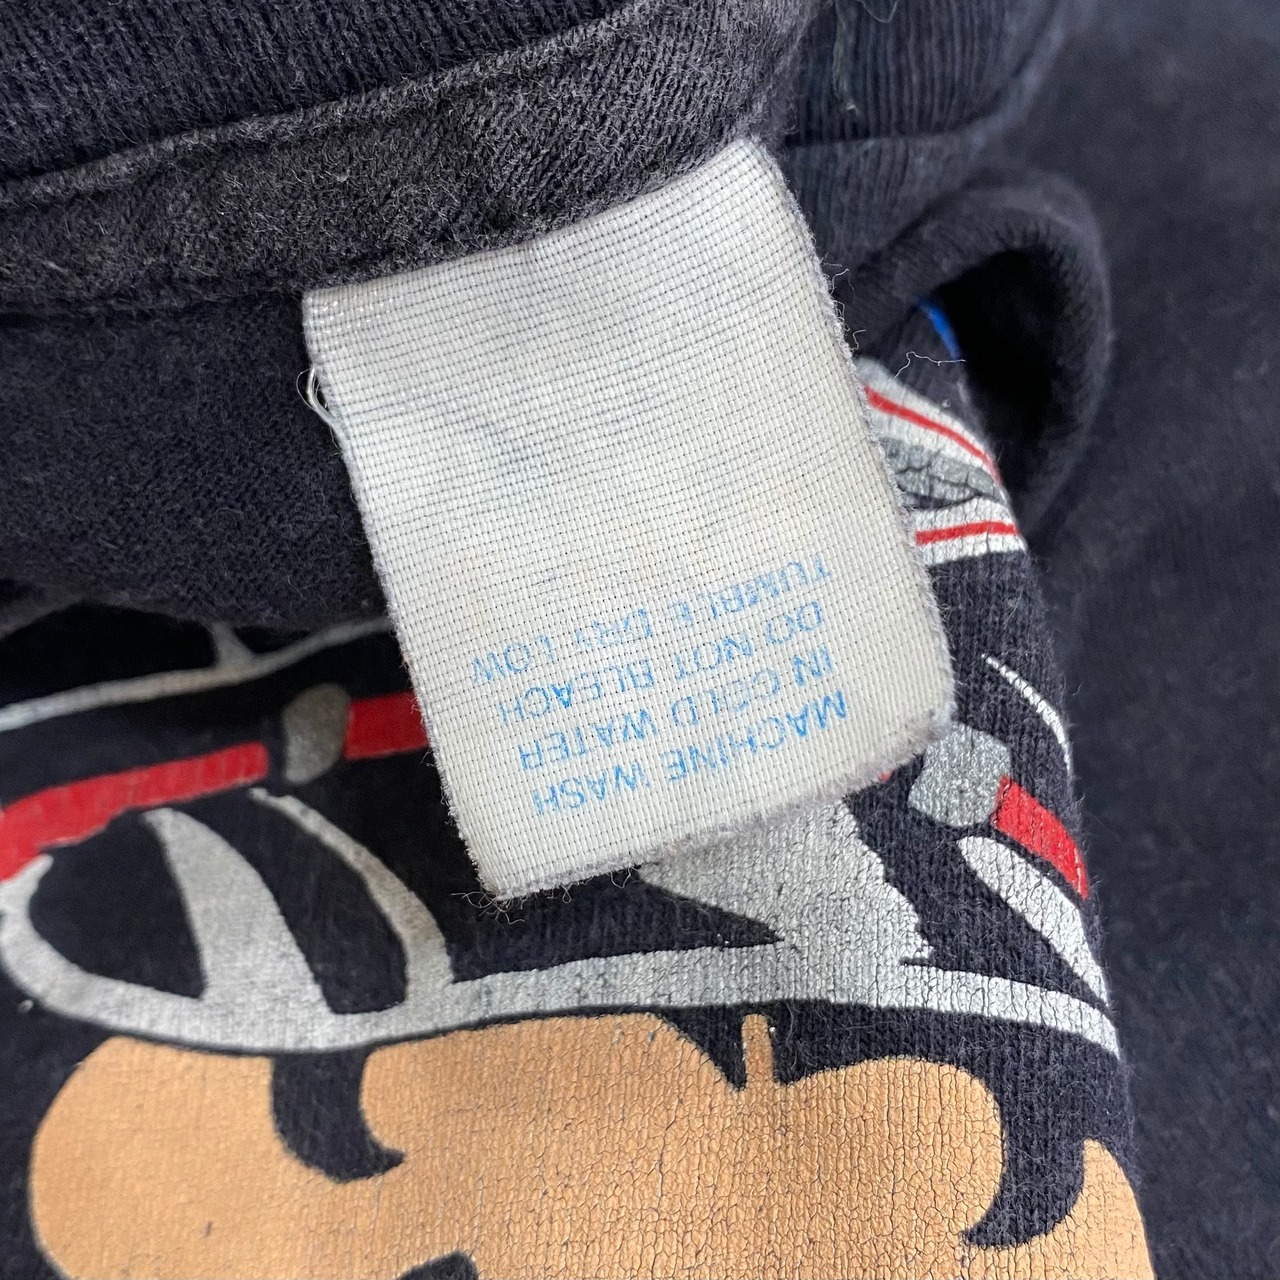 MACHINE WASH
IN COLD WATER
DO NOT BLEACH
TUMBLE DRY LOW